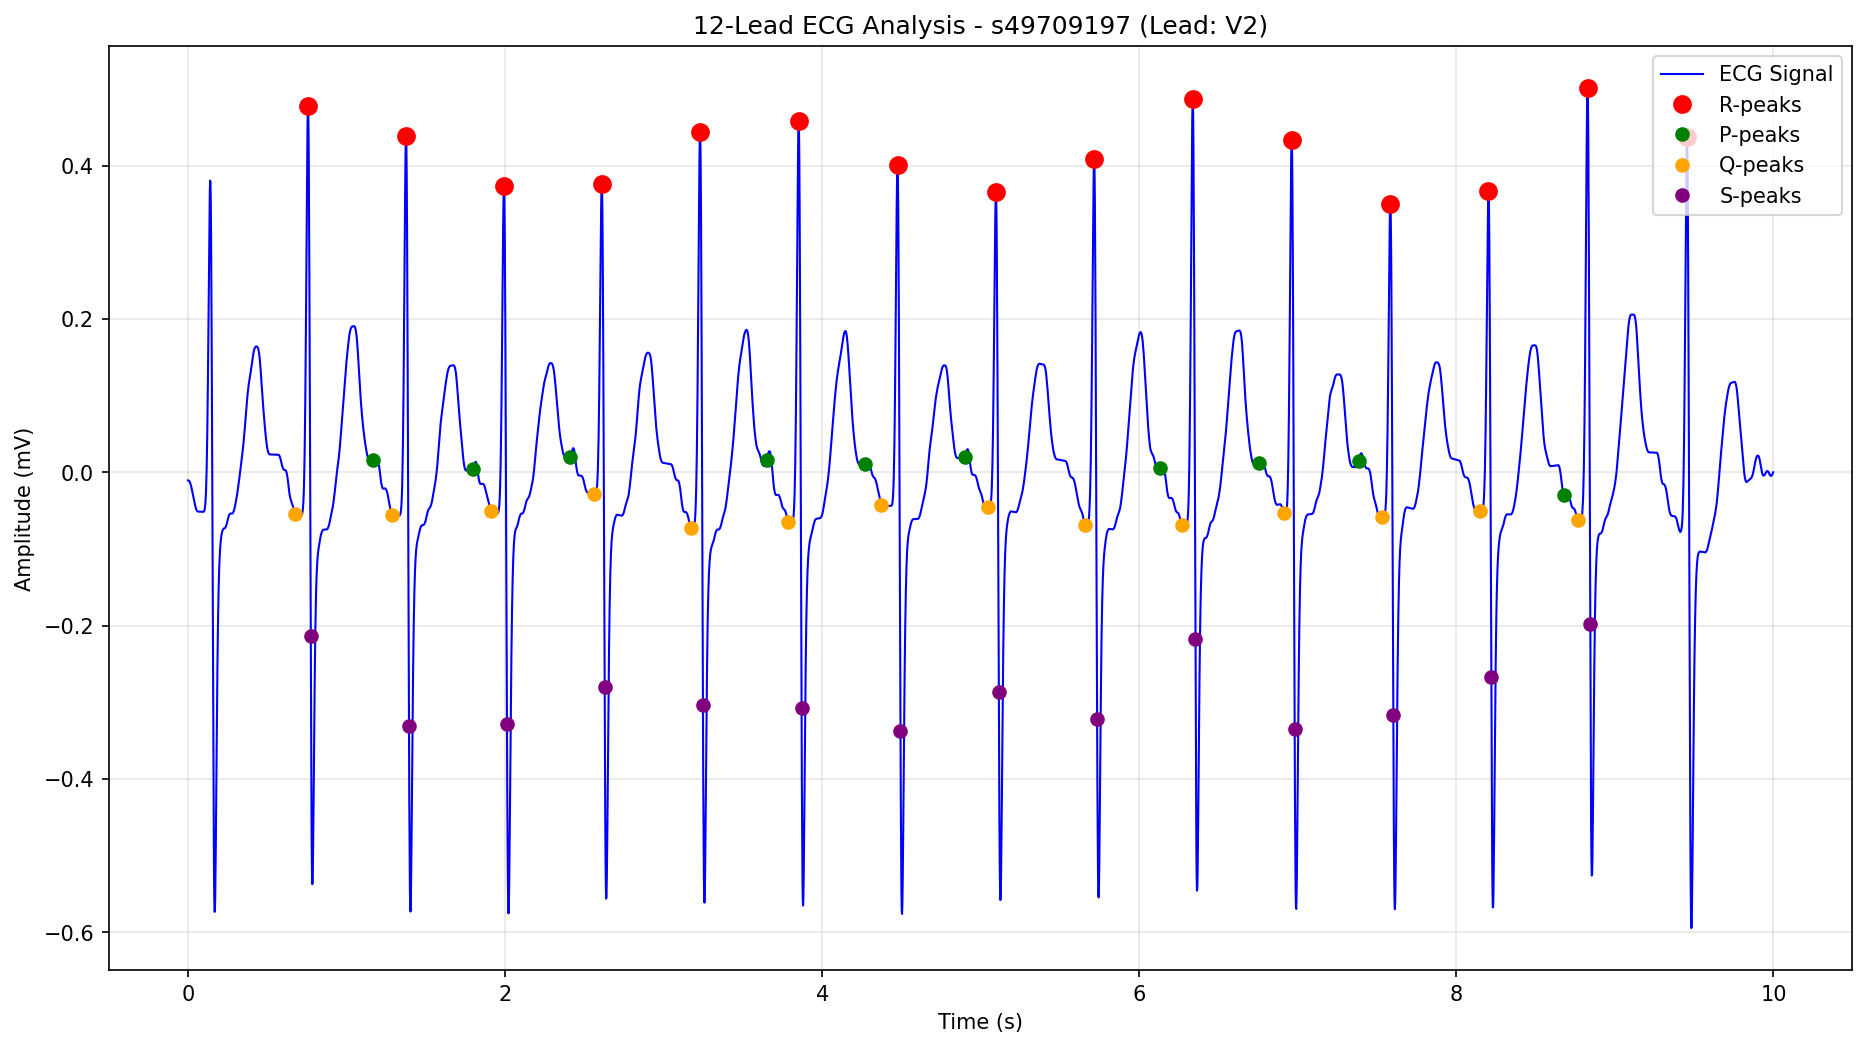 12-Lead ECG Analysis - s49709197 (Lead: V2)
ECG Signal
R-peaks
P-peaks
Q-peaks
S-peaks
Amplitude (mV)
0.4
0.2
0.0
−0.2
−0.4
−0.6
0 2 4 6 8 10
Time (s)